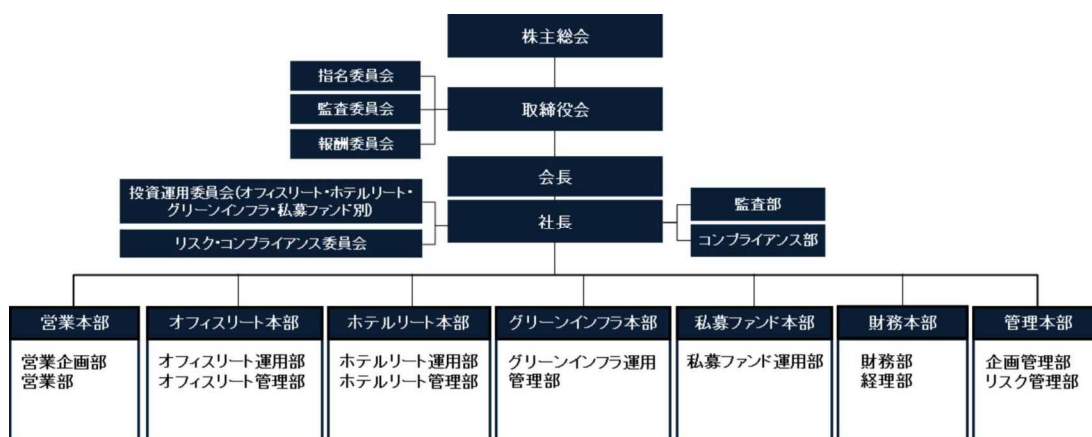 株主総会
指名委員会
監査委員会
報酬委員会
取締役会
会長
投資運用委員会(オフィスリート・ホテルリート・
グリーンインフラ・私募ファンド別)
リスク・コンプライアンス委員会
社長
監査部
コンプライアンス部
営業本部
営業企画部
営業部
オフィスリート本部
オフィスリート運用部
オフィスリート管理部
ホテルリート本部
ホテルリート運用部
ホテルリート管理部
グリーンインフラ本部
グリーンインフラ運用
管理部
私募ファンド本部
私募ファンド運用部
財務本部
財務部
経理部
管理本部
企画管理部
リスク管理部